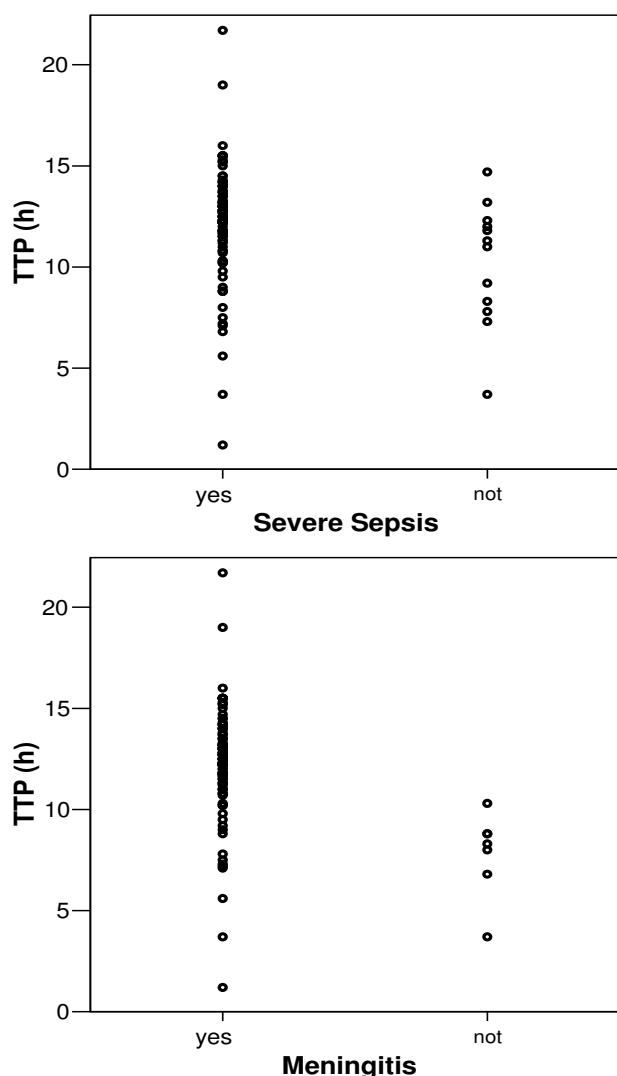 20
15
10
5
0
TTP (h)
yes
not
Severe Sepsis
20
15
10
5
0
TTP (h)
yes
not
Meningitis